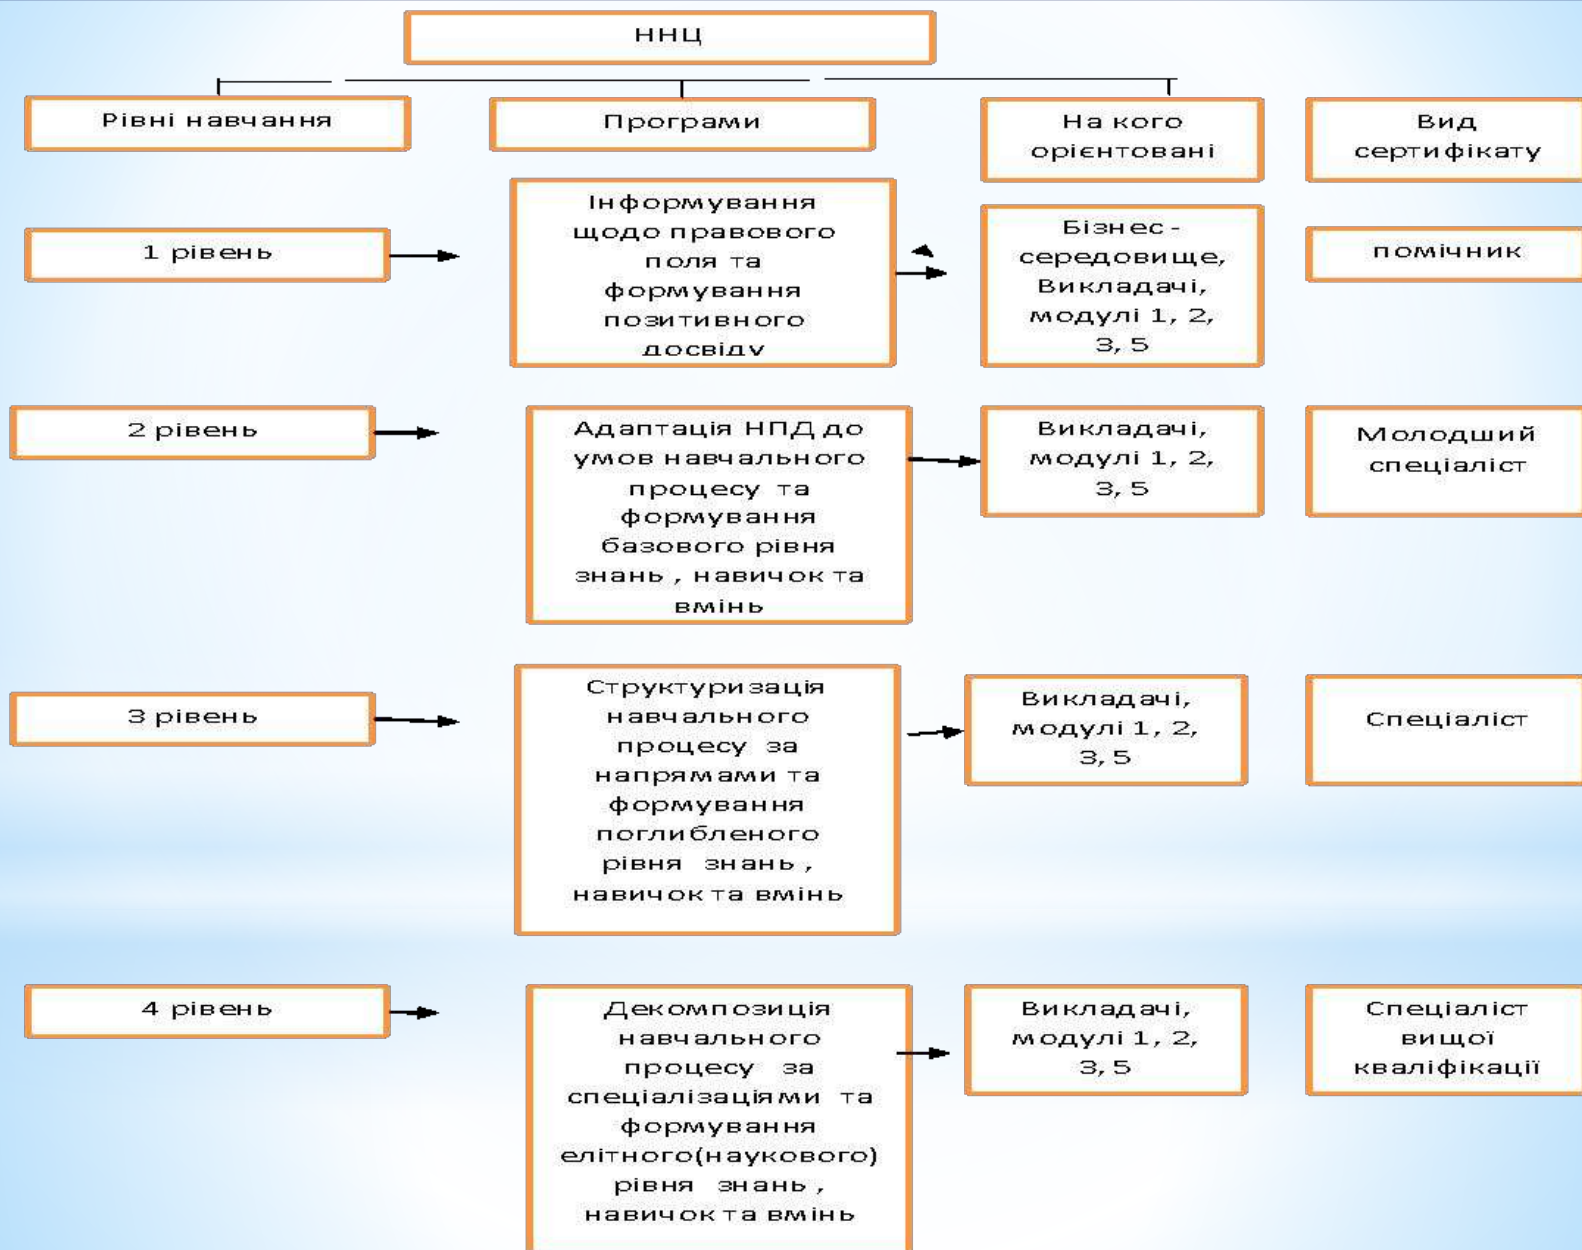 ННЦ
Рівні навчання
Програми
На кого
орієнтовані
Вид
сертифікату
1 рівень
Інформування
щодо правового
поля та
формування
позитивного
досвіду
Бізнес-
середовище,
Викладачі,
модулі 1, 2,
3, 5
помічник
2 рівень
Адаптація НПД до
умов навчального
процесу та
формування
базового рівня
знань , навичок та
вмінь
Викладачі,
модулі 1, 2,
3, 5
Молодший
спеціаліст
3 рівень
Структуризація
навчального
процесу за
напрямами та
формування
поглибленого
рівня знань ,
навичок та вмінь
Викладачі,
модулі 1, 2,
3, 5
Спеціаліст
4 рівень
Декомпозиція
навчального
процесу за
спеціалізаціями та
формування
елітного(наукового)
рівня знань ,
навичок та вмінь
Викладачі,
модулі 1, 2,
3, 5
Спеціаліст
вищої
кваліфікації